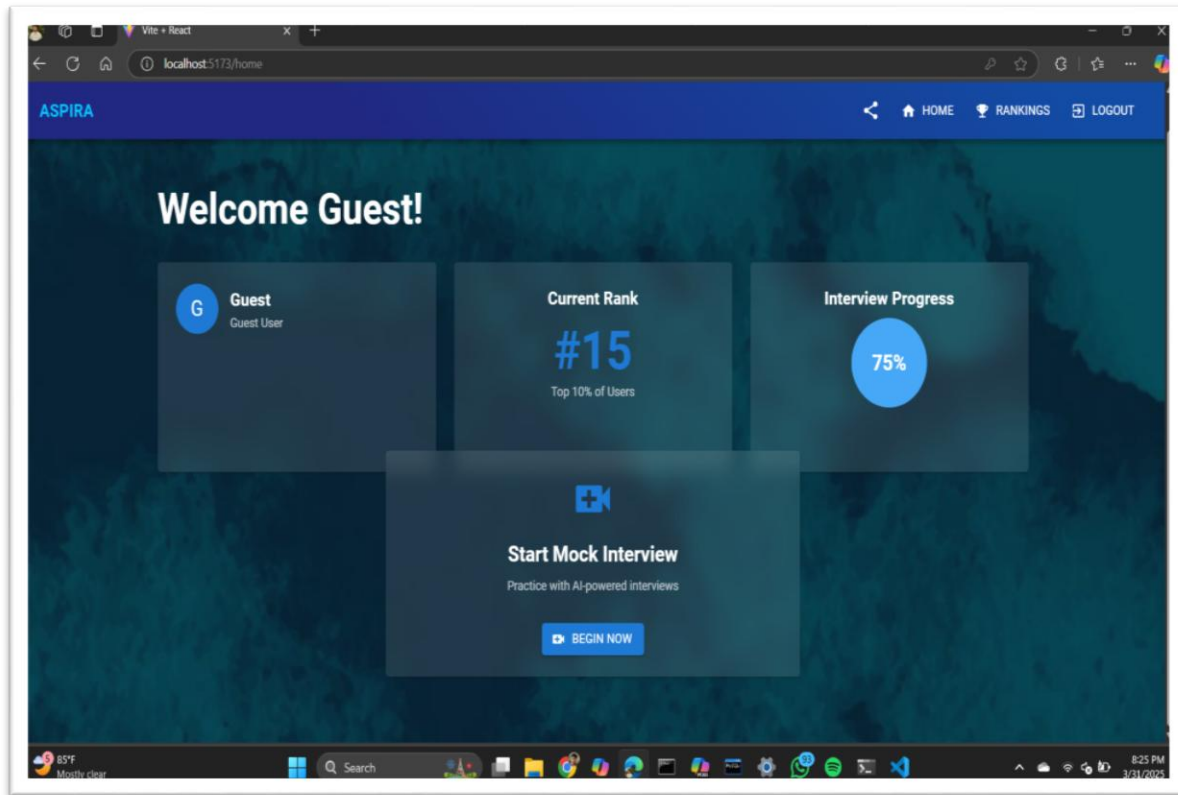 Vite + React
localhost:5173/home
ASPIRA
HOME RANKINGS LOGOUT
Welcome Guest!
G
Guest
Guest User
Current Rank
#15
Top 10% of Users
Interview Progress
75%
Start Mock Interview
Practice with AI-powered interviews
BEGIN NOW
5
85°F
Mostly clear
Search
93
8:25 PM
3/31/2025